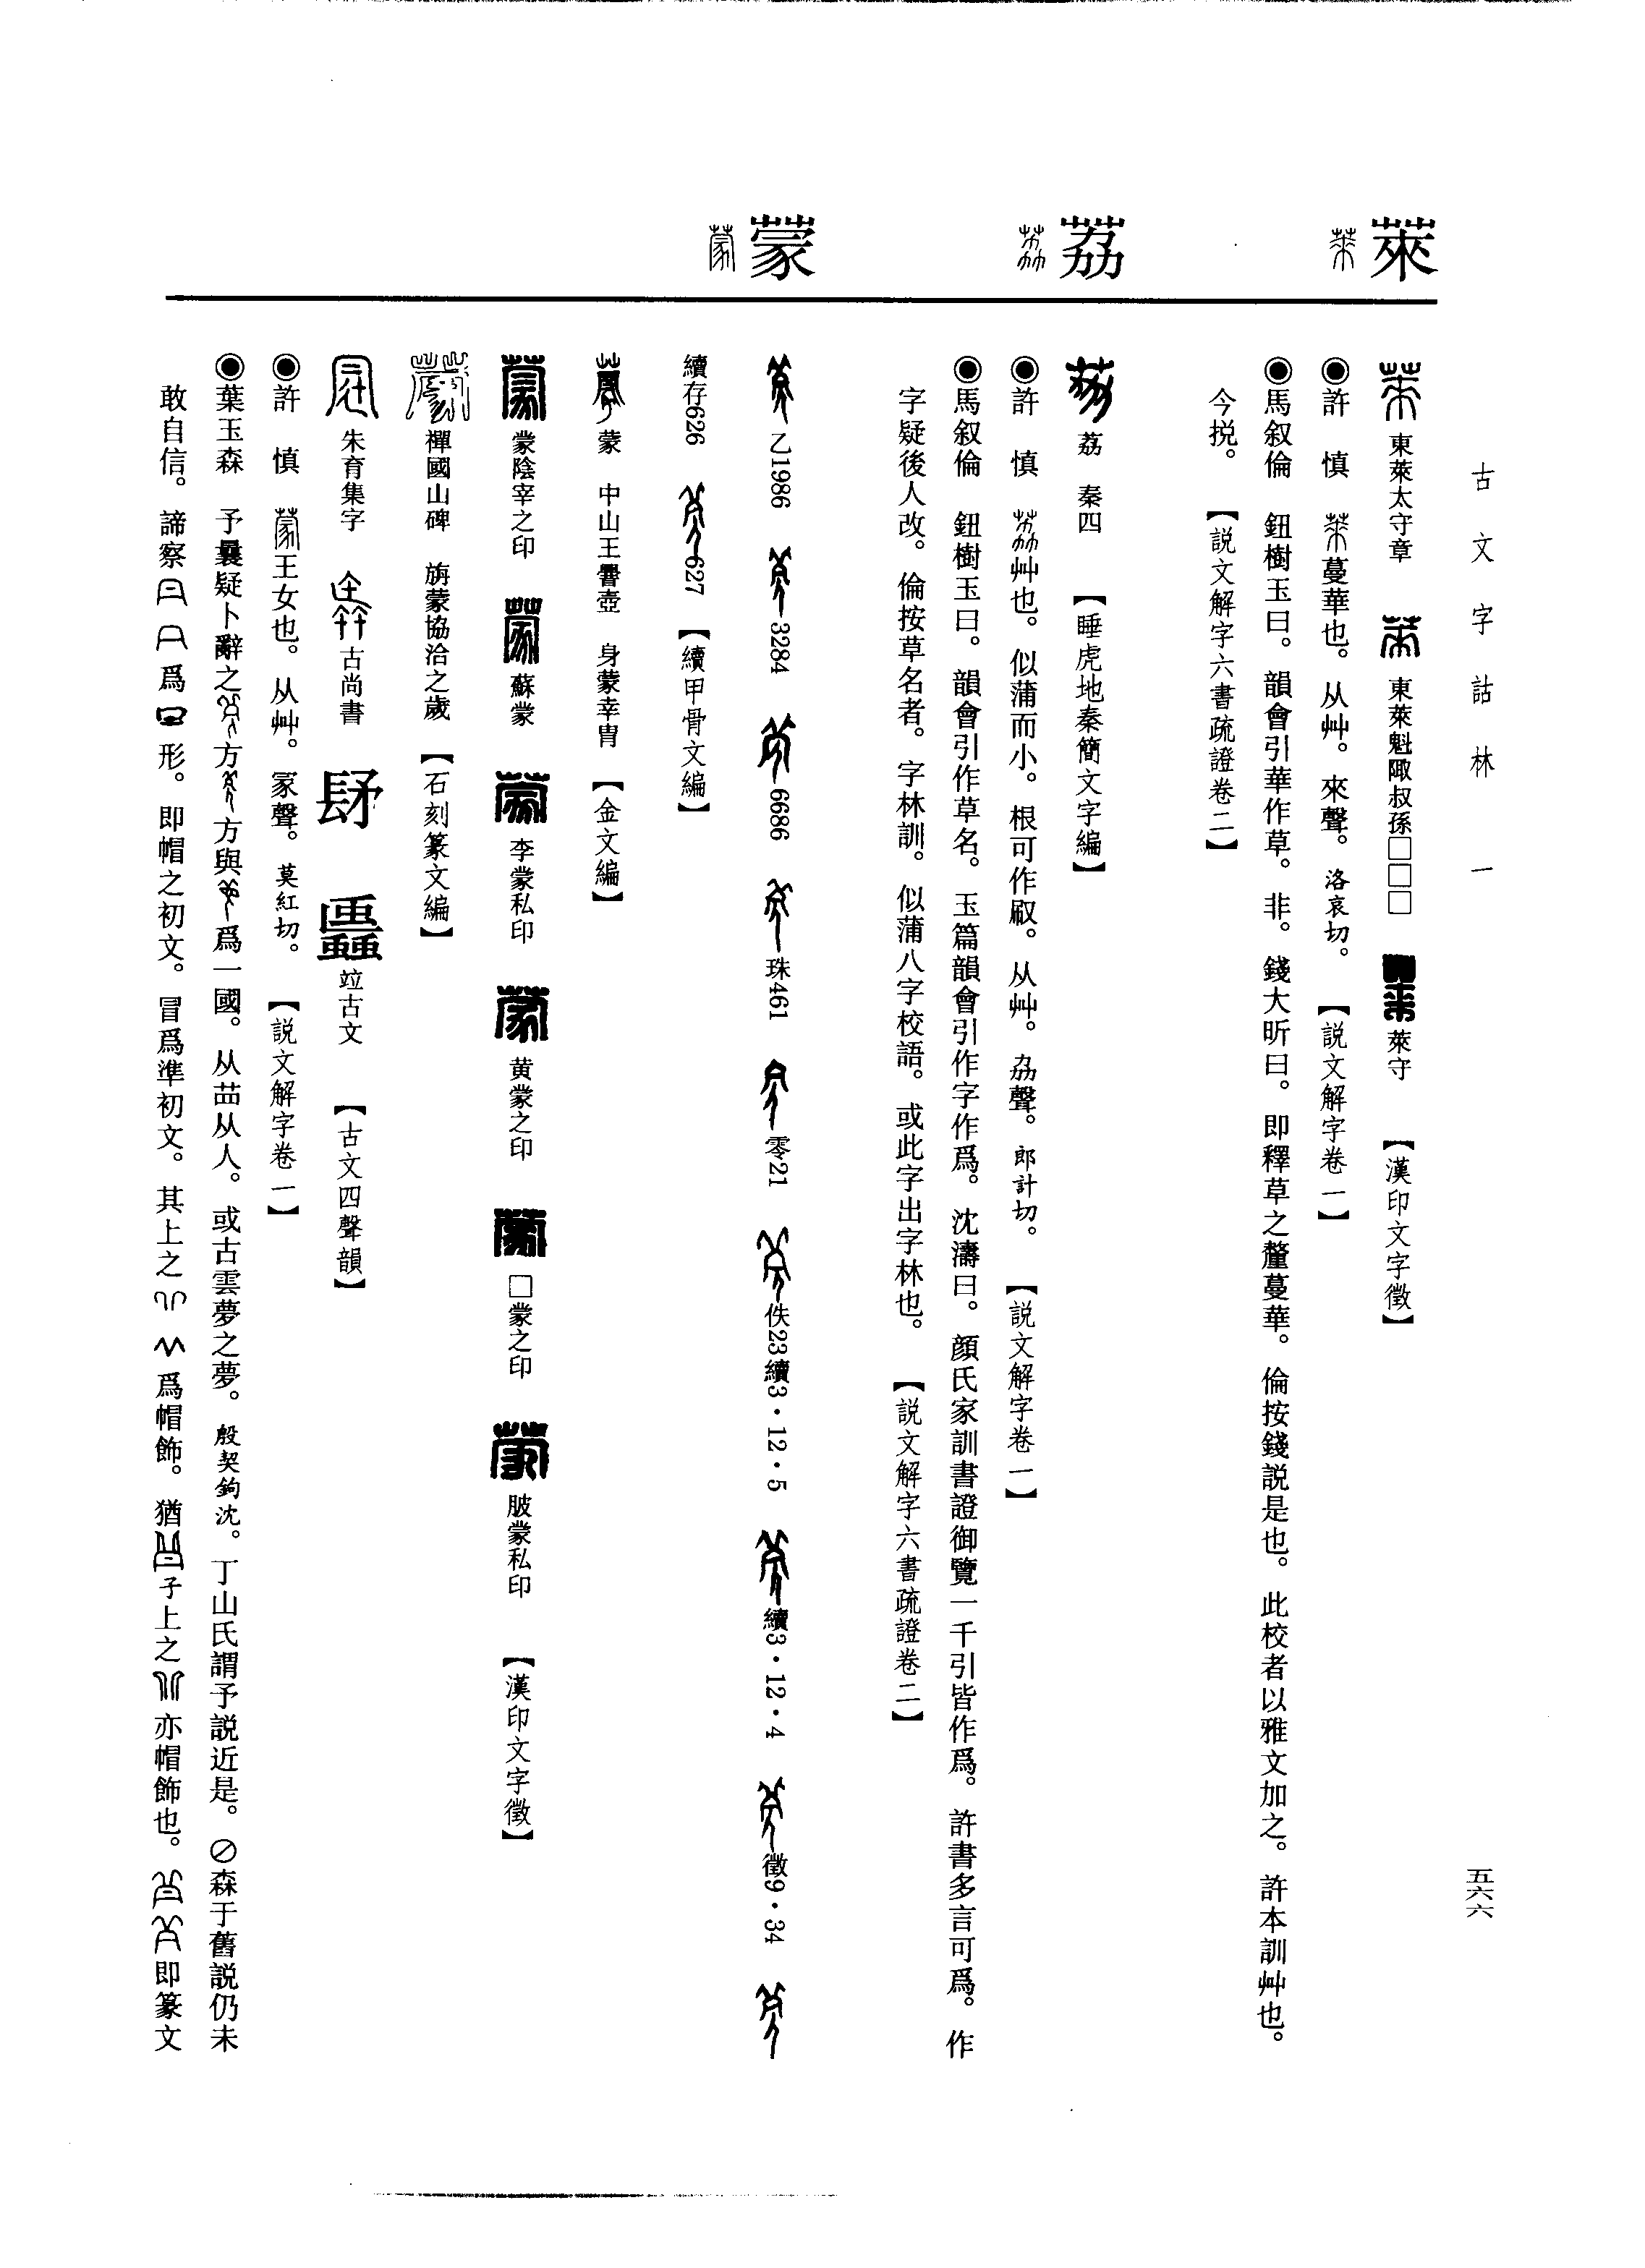 古文字詁林 一
五六六
萊
東萊太守章 東萊魁陬叔孫□□□ 萊守 【漢印文字徵】
◉許 慎 蔓華也。从艸。來聲。洛哀切。 【説文解字卷一】
◉馬叙倫 鈕樹玉曰。韻會引華作草。非。錢大昕曰。即釋草之釐蔓華。倫按錢説是也。此校者以雅文加之。許本訓艸也。
今挩。 【説文解字六書疏證卷二】
荔
荔 秦四 【睡虎地秦簡文字編】
◉許 慎 艸也。似蒲而小。根可作㕞。从艸。劦聲。郎計切。 【説文解字卷一】
◉馬叙倫 鈕樹玉曰。韻會引作草名。玉篇韻會引作字作爲。沈濤曰。顔氏家訓書證御覽一千引皆作爲。許書多言可爲。作
字疑後人改。倫按草名者。字林訓。似蒲八字校語。或此字出字林也。 【説文解字六書疏證卷二】
蒙
乙1986 3284 6686 珠461 零21 佚23續3·12·5 續3·12·4 徵9·34
續存626 627 【續甲骨文編】
蒙 中山王䰜壺 身蒙幸冑 【金文編】
蒙陰宰之印 蘇蒙 李蒙私印 黄蒙之印 □蒙之印 䏢蒙私印 【漢印文字徵】
禪國山碑 旃蒙協洽之歲 【石刻篆文編】
朱育集字 古尚書 竝古文 【古文四聲韻】
◉許 慎 王女也。从艸。冡聲。莫紅切。 【説文解字卷一】
◉葉玉森 予曩疑卜辭之方方與爲一國。从苜从人。或古雲夢之夢。殷契鉤沈。丁山氏謂予説近是。⊘森于舊説仍未
敢自信。諦察爲形。即帽之初文。冒爲準初文。其上之爲帽飾。猶子上之亦帽飾也。即篆文